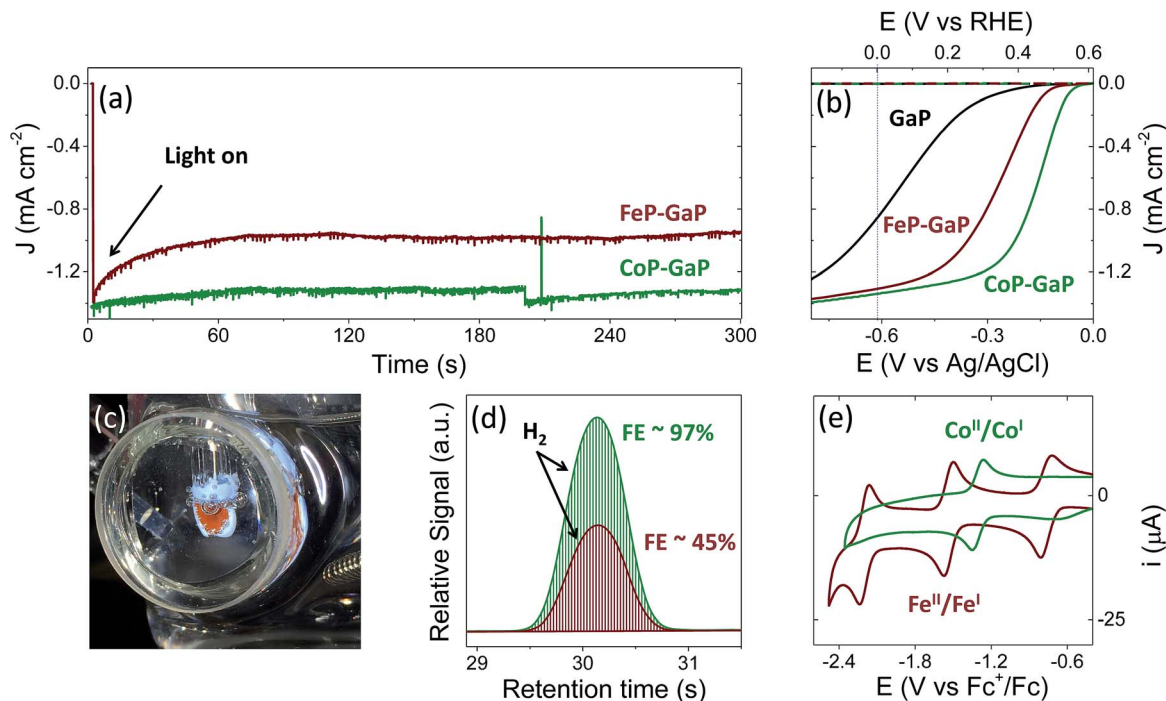 (a)
Light on
FeP-GaP
CoP-GaP
J (mA cm⁻²)
0.0
-0.4
-0.8
-1.2
0 60 120 180 240 300
Time (s)
E (V vs RHE)
0.0 0.2 0.4 0.6
(b)
GaP
FeP-GaP
CoP-GaP
0.0
-0.4
-0.8
-1.2
J (mA cm⁻²)
-0.6 -0.3 0.0
E (V vs Ag/AgCl)
(c)
(d)
H₂
FE ~ 97%
FE ~ 45%
Relative Signal (a.u.)
29 30 31
Retention time (s)
(e)
Coᴵᴵ/Coᴵ
Feᴵᴵ/Feᴵ
0
-25
i (μA)
-2.4 -1.8 -1.2 -0.6
E (V vs Fc⁺/Fc)